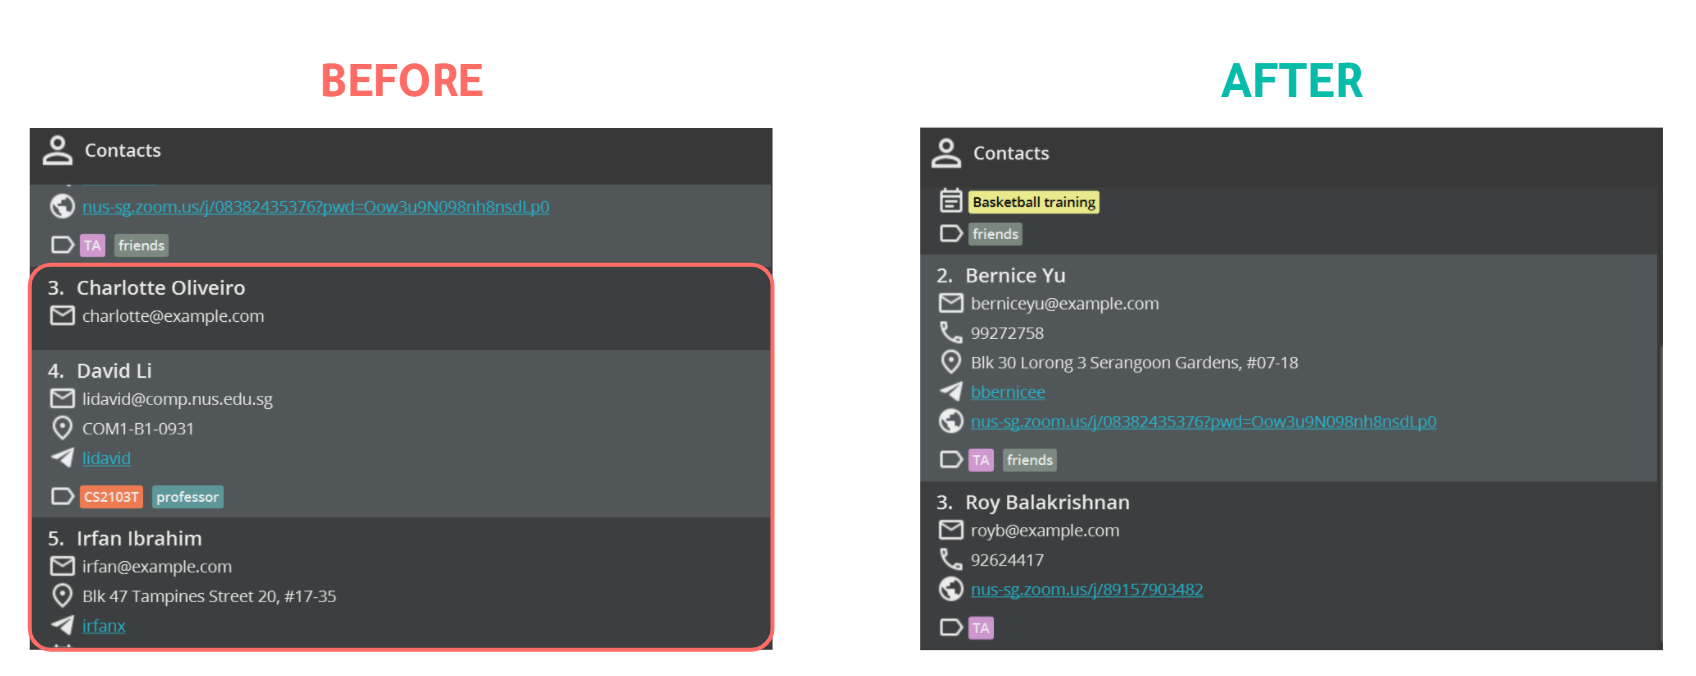 BEFORE
Contacts
nus-sg.zoom.us/j/08382435376?pwd=Oow3u9N098nh8nsdLp0
TA friends
3. Charlotte Oliveiro
charlotte@example.com
4. David Li
lidavid@comp.nus.edu.sg
COM1-B1-0931
lidavid
CS2103T professor
5. Irfan Ibrahim
irfan@example.com
Blk 47 Tampines Street 20, #17-35
irfanx
AFTER
Contacts
Basketball training
friends
2. Bernice Yu
berniceyu@example.com
99272758
Blk 30 Lorong 3 Serangoon Gardens, #07-18
bbernicee
nus-sg.zoom.us/j/08382435376?pwd=Oow3u9N098nh8nsdLp0
TA friends
3. Roy Balakrishnan
royb@example.com
92624417
nus-sg.zoom.us/j/89157903482
TA